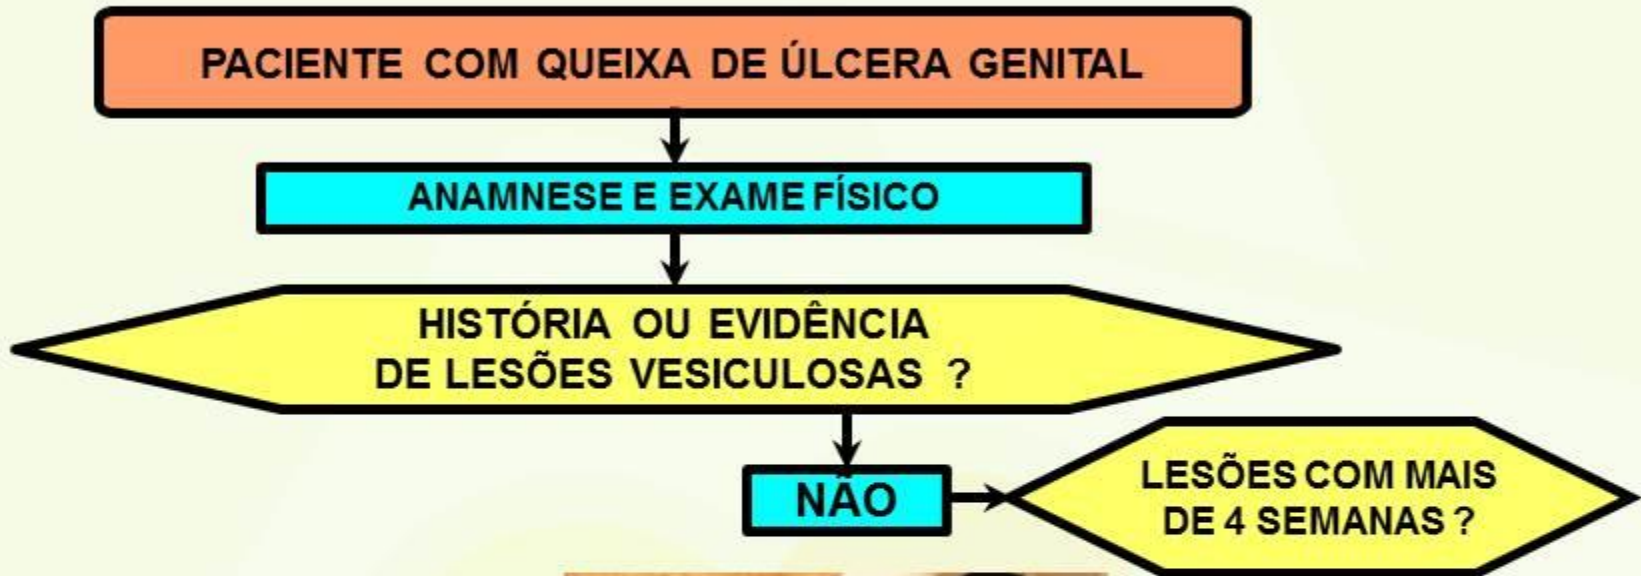 PACIENTE COM QUEIXA DE ÚLCERA GENITAL
ANAMNESE E EXAME FÍSICO
HISTÓRIA OU EVIDÊNCIA
DE LESÕES VESICULOSAS ?
NÃO
LESÕES COM MAIS
DE 4 SEMANAS ?